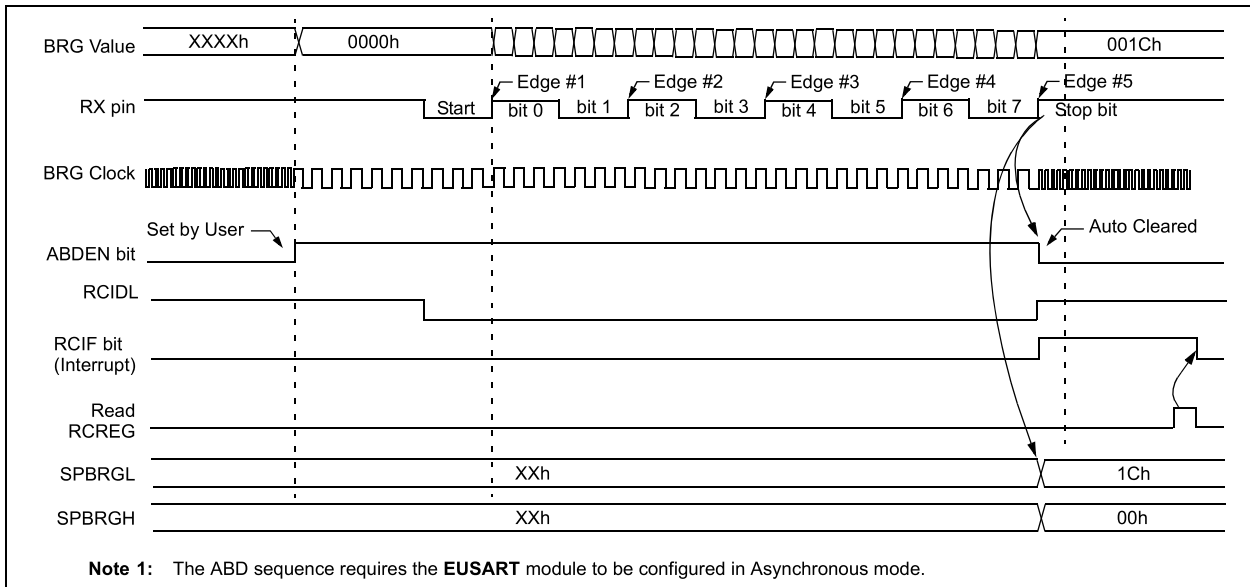 BRG Value
XXXXh
0000h
001Ch
RX pin
Start
Edge #1
bit 0
bit 1
Edge #2
bit 2
bit 3
Edge #3
bit 4
bit 5
Edge #4
bit 6
bit 7
Edge #5
Stop bit
BRG Clock
Set by User
Auto Cleared
ABDEN bit
RCIDL
RCIF bit
(Interrupt)
Read
RCREG
SPBRGL
XXh
1Ch
SPBRGH
XXh
00h
Note 1: The ABD sequence requires the EUSART module to be configured in Asynchronous mode.